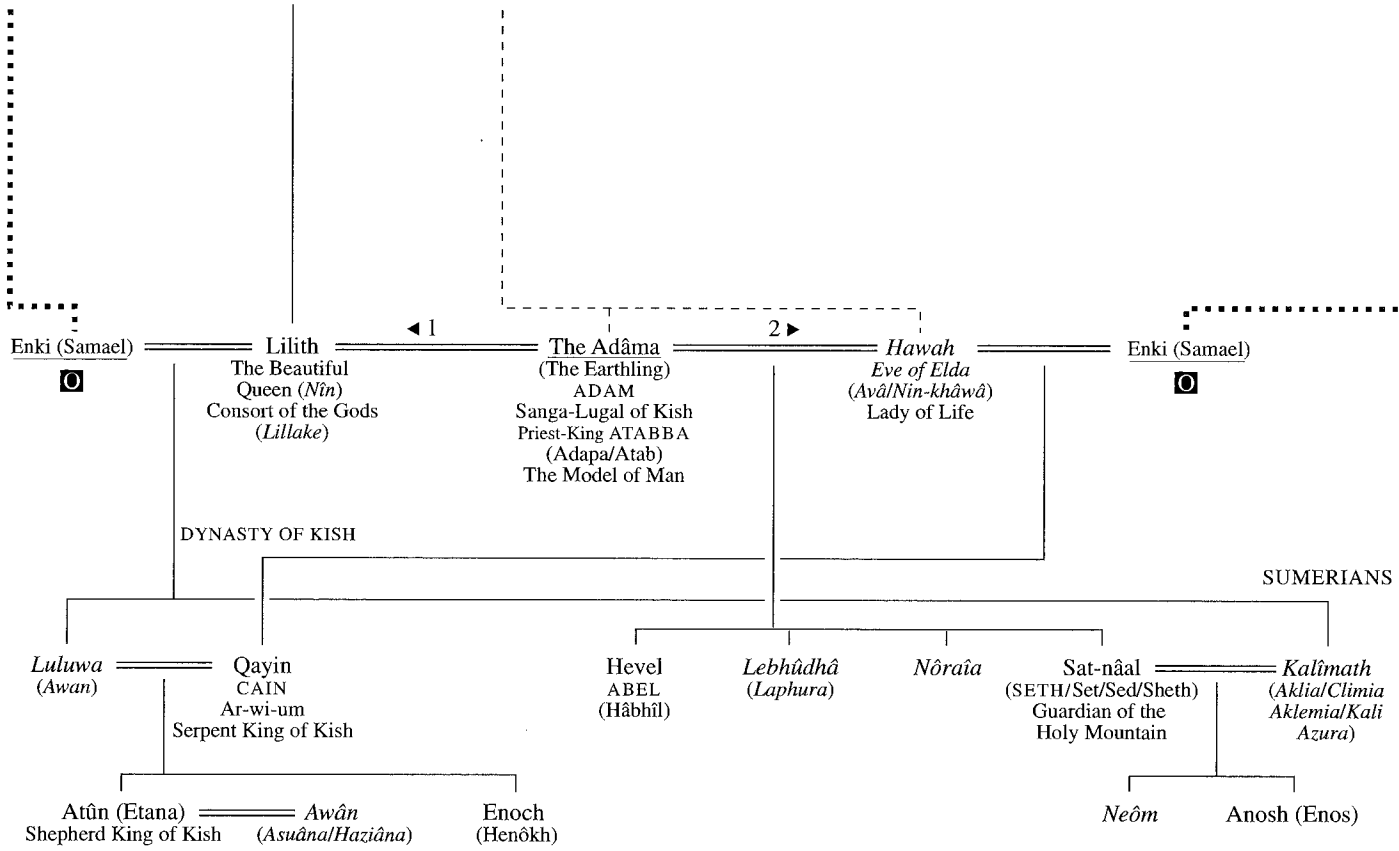 ◄ 1
2 ►
Enki (Samael)
O
Lilith
The Beautiful
Queen (Nîn)
Consort of the Gods
(Lillake)
The Adâma
(The Earthling)
ADAM
Sanga-Lugal of Kish
Priest-King ATABBA
(Adapa/Atab)
The Model of Man
Hawah
Eve of Elda
(Avâ/Nin-khâwâ)
Lady of Life
Enki (Samael)
O
DYNASTY OF KISH
SUMERIANS
Luluwa
(Awan)
Qayin
CAIN
Ar-wi-um
Serpent King of Kish
Hevel
ABEL
(Hâbhîl)
Lebhûdhâ
(Laphura)
Nôraîa
Sat-nâal
(SETH/Set/Sed/Sheth)
Guardian of the
Holy Mountain
Kalîmath
(Aklia/Climia
Aklemia/Kali
Azura)
Atûn (Etana)
Shepherd King of Kish
Awân
(Asuâna/Haziâna)
Enoch
(Henôkh)
Neôm
Anosh (Enos)